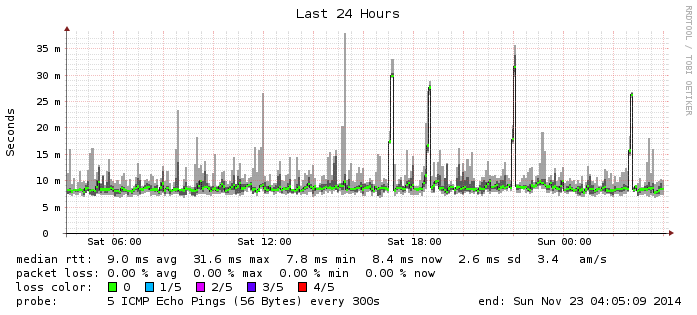 Last 24 Hours
RRDTOOL / TOBI OETIKER
Seconds
35 m
30 m
25 m
20 m
15 m
10 m
5 m
0
Sat 06:00 Sat 12:00 Sat 18:00 Sun 00:00
median rtt: 9.0 ms avg 31.6 ms max 7.8 ms min 8.4 ms now 2.6 ms sd 3.4 am/s
packet loss: 0.00 % avg 0.00 % max 0.00 % min 0.00 % now
loss color: 0 1/5 2/5 3/5 4/5
probe: 5 ICMP Echo Pings (56 Bytes) every 300s end: Sun Nov 23 04:05:09 2014